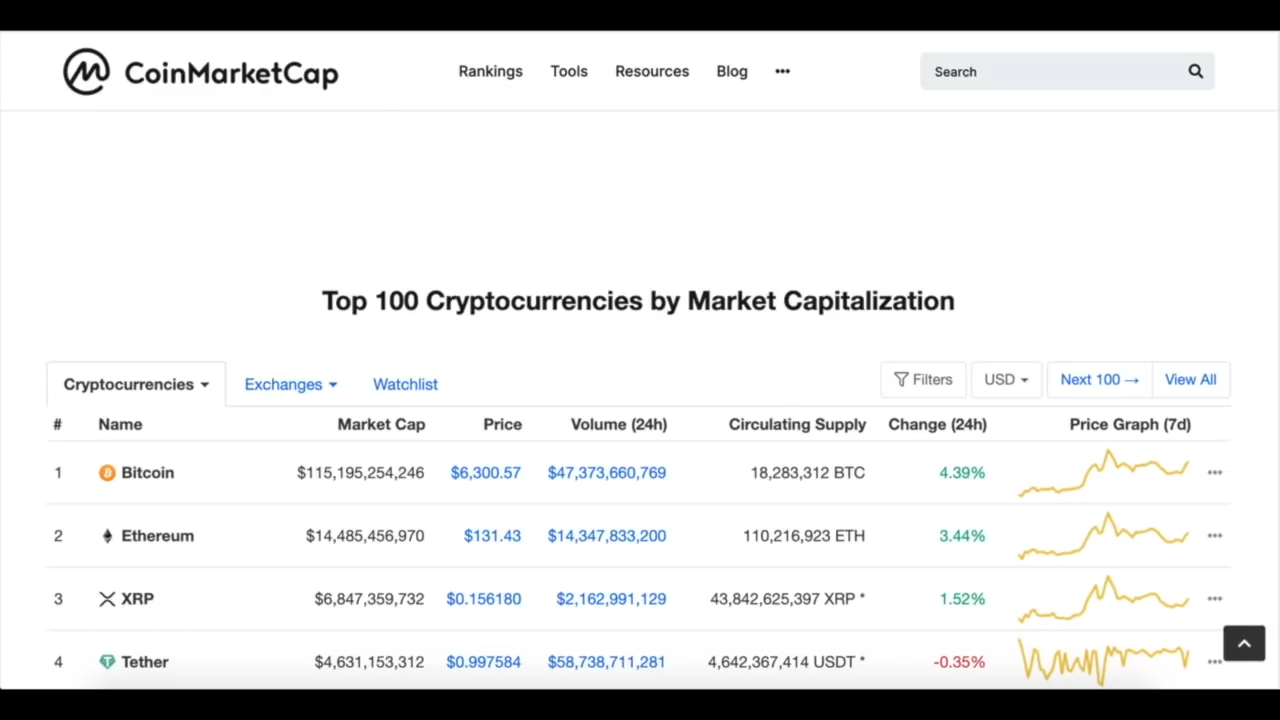 CoinMarketCap Rankings Tools Resources Blog ••• Search
Top 100 Cryptocurrencies by Market Capitalization
Cryptocurrencies Exchanges Watchlist Filters USD Next 100 → View All
# Name Market Cap Price Volume (24h) Circulating Supply Change (24h) Price Graph (7d)
1 Bitcoin $115,195,254,246 $6,300.57 $47,373,660,769 18,283,312 BTC 4.39% •••
2 Ethereum $14,485,456,970 $131.43 $14,347,833,200 110,216,923 ETH 3.44% •••
3 XRP $6,847,359,732 $0.156180 $2,162,991,129 43,842,625,397 XRP * 1.52% •••
4 Tether $4,631,153,312 $0.997584 $58,738,711,281 4,642,367,414 USDT * -0.35% •••